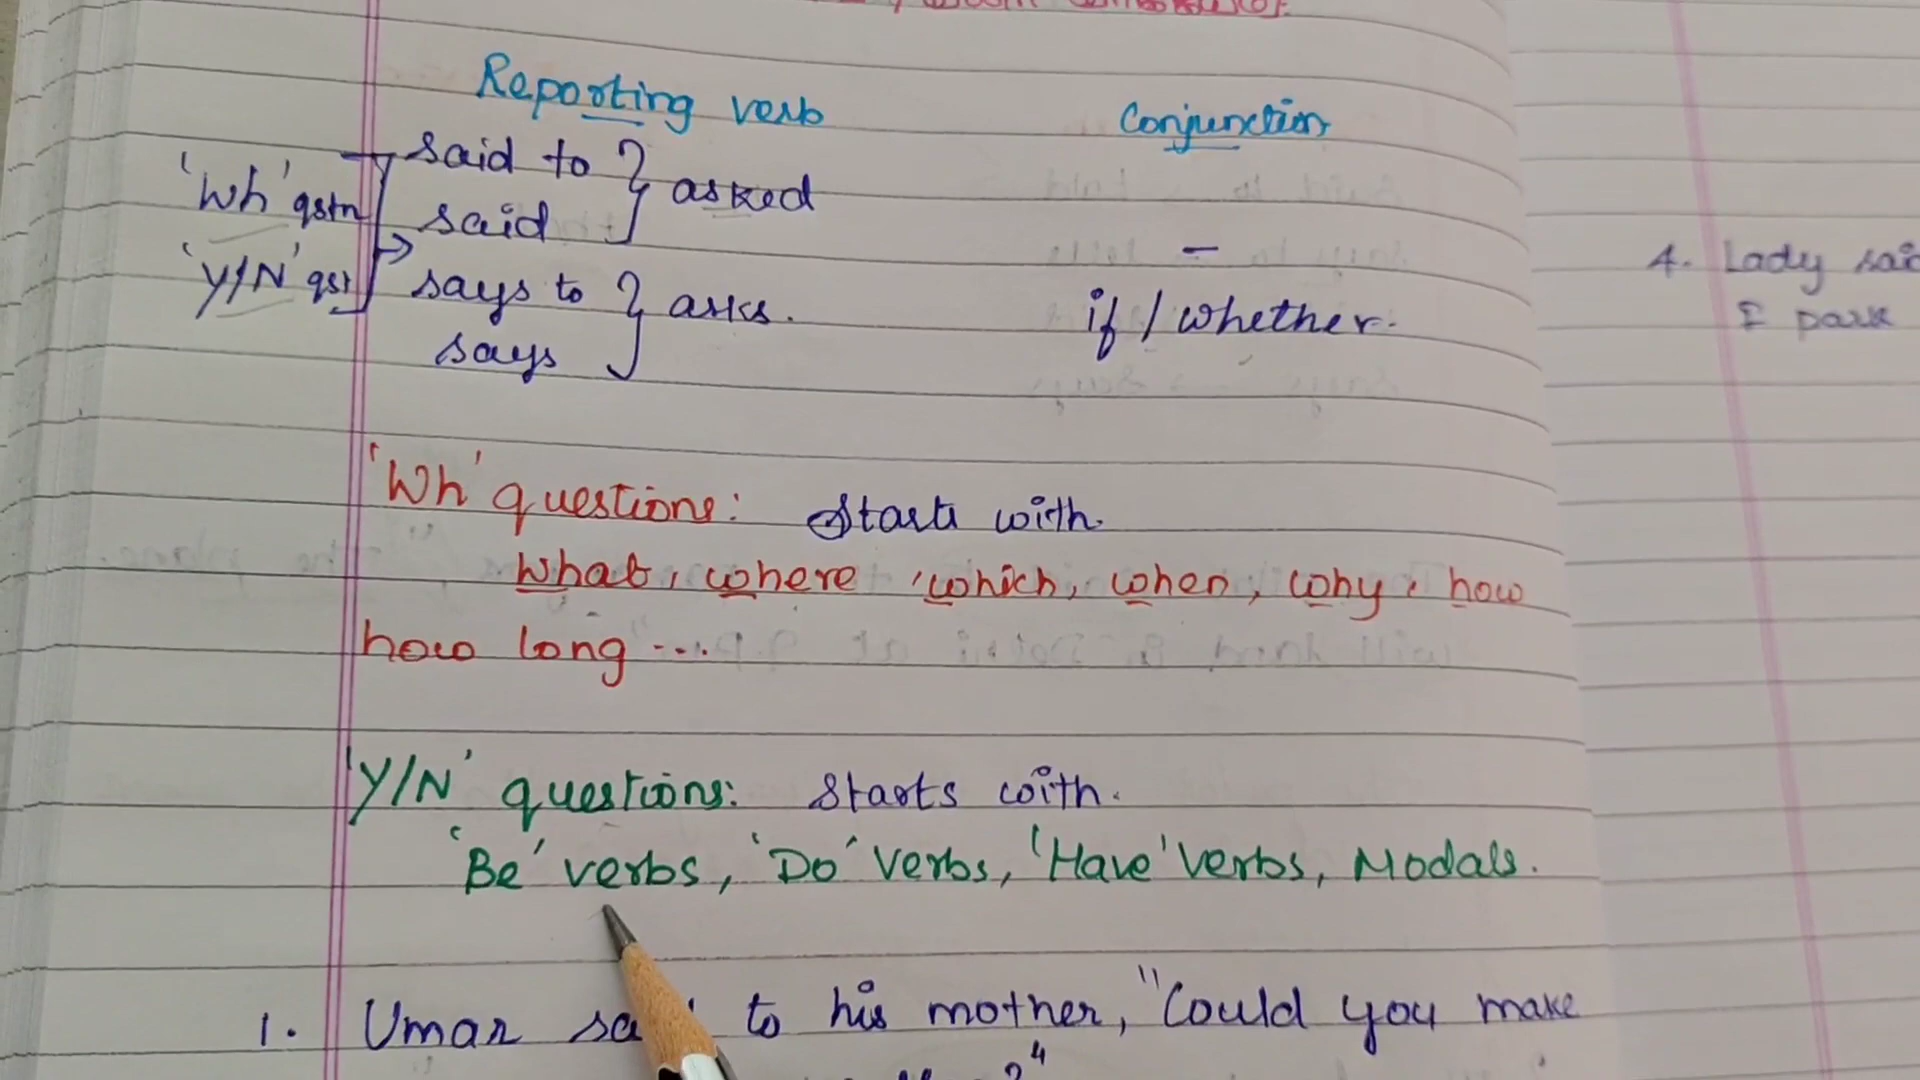 Reporting verb Conjunction
said to } asked
'Wh' qstn said
-
'Y/N' qst says to } asks.
if / whether.
says
'Wh' questions: Starts with.
What, where, which, when, why, how
how long ...
'Y/N' questions: Starts with.
'Be' verbs, 'Do' verbs, 'Have' verbs, Modals.
1. Umar to his mother, "Could you make
4. Lady
I park